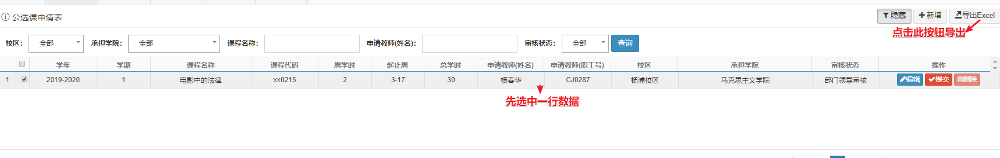 公选课申请表
隐藏 新增 导出Excel
点击此按钮导出
校区： 全部 承担学院： 全部 课程名称： 申请教师(姓名)： 审核状态： 全部 查询
学年 学期 课程名称 课程代码 周学时 起止周 总学时 申请教师(姓名) 申请教师(职工号) 校区 承担学院 审核状态 操作
1 2019-2020 1 电影中的法律 xx0215 2 3-17 30 杨春华 CJ0287 杨浦校区 马克思主义学院 部门领导审核 编辑 提交 删除
先选中一行数据